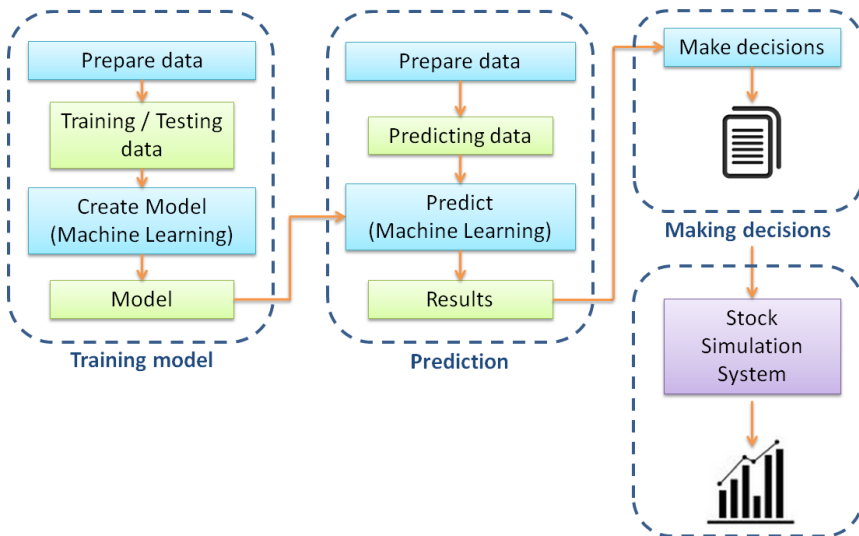 Prepare data
Training / Testing
data
Create Model
(Machine Learning)
Model
Training model
Prepare data
Predicting data
Predict
(Machine Learning)
Results
Prediction
Make decisions
Making decisions
Stock
Simulation
System